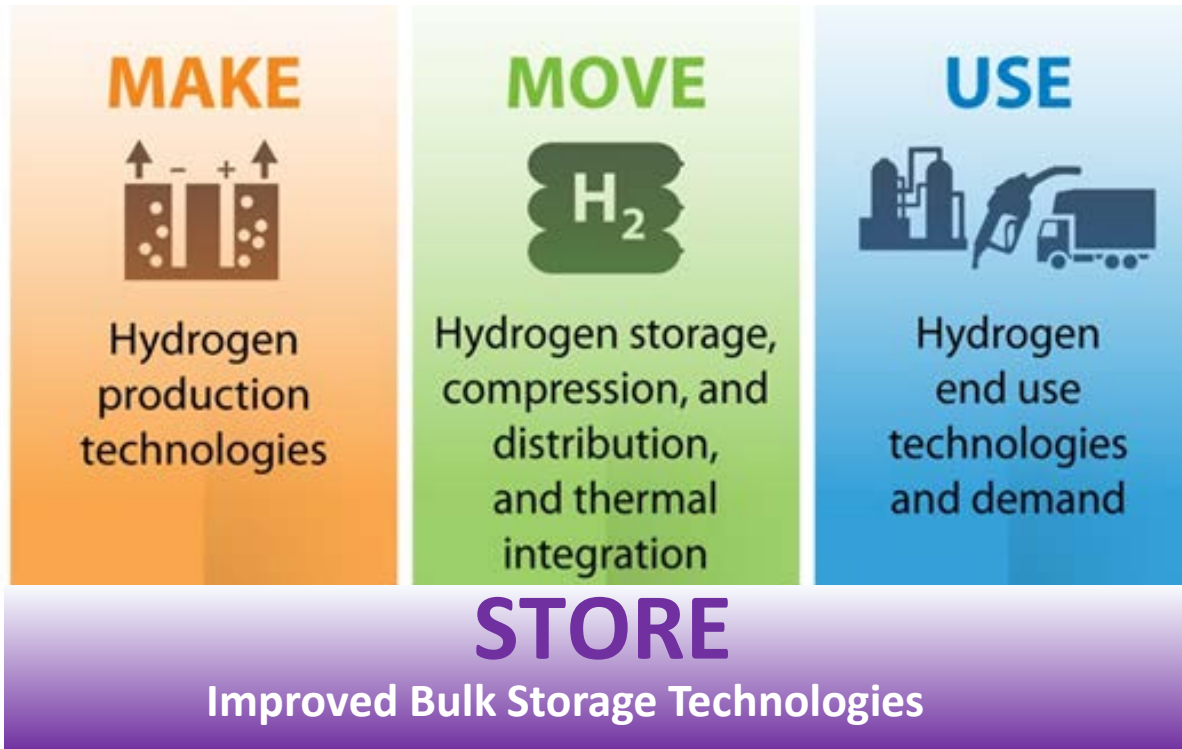 MAKE
- +
Hydrogen
production
technologies
MOVE
H2
Hydrogen storage,
compression, and
distribution,
and thermal
integration
USE
Hydrogen
end use
technologies
and demand
STORE
Improved Bulk Storage Technologies